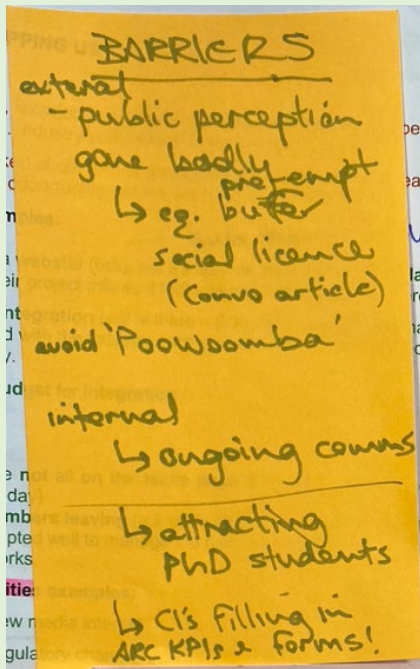 BARRIERS
external
- public perception
gone badly
preempt
↳ eg. buffer
social licence
(convo article)
avoid 'Poowoomba'
internal
↳ ongoing comms
↳ attracting
PhD students
↳ CI's filling in
ARC KPIs & forms!